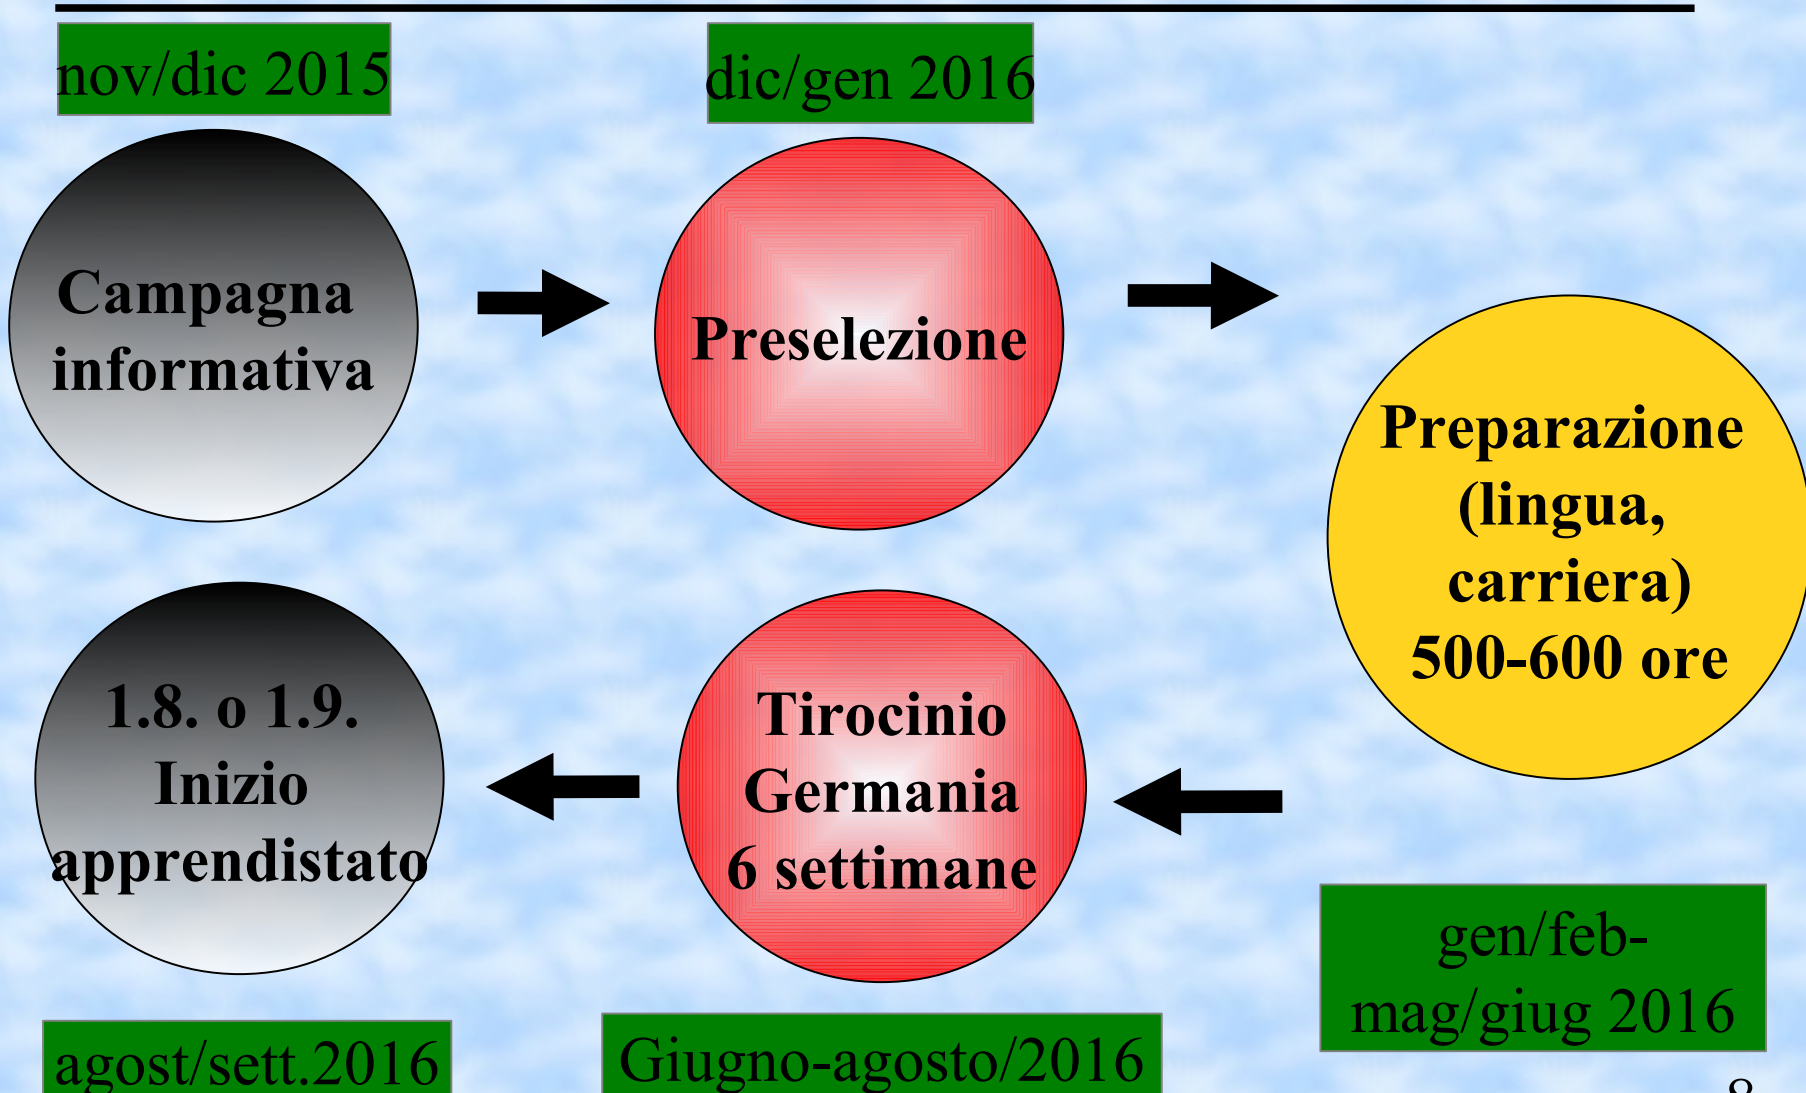 nov/dic 2015
dic/gen 2016
Campagna
informativa
Preselezione
Preparazione
(lingua,
carriera)
500-600 ore
gen/feb-
mag/giug 2016
Tirocinio
Germania
6 settimane
Giugno-agosto/2016
1.8. o 1.9.
Inizio
apprendistato
agost/sett.2016